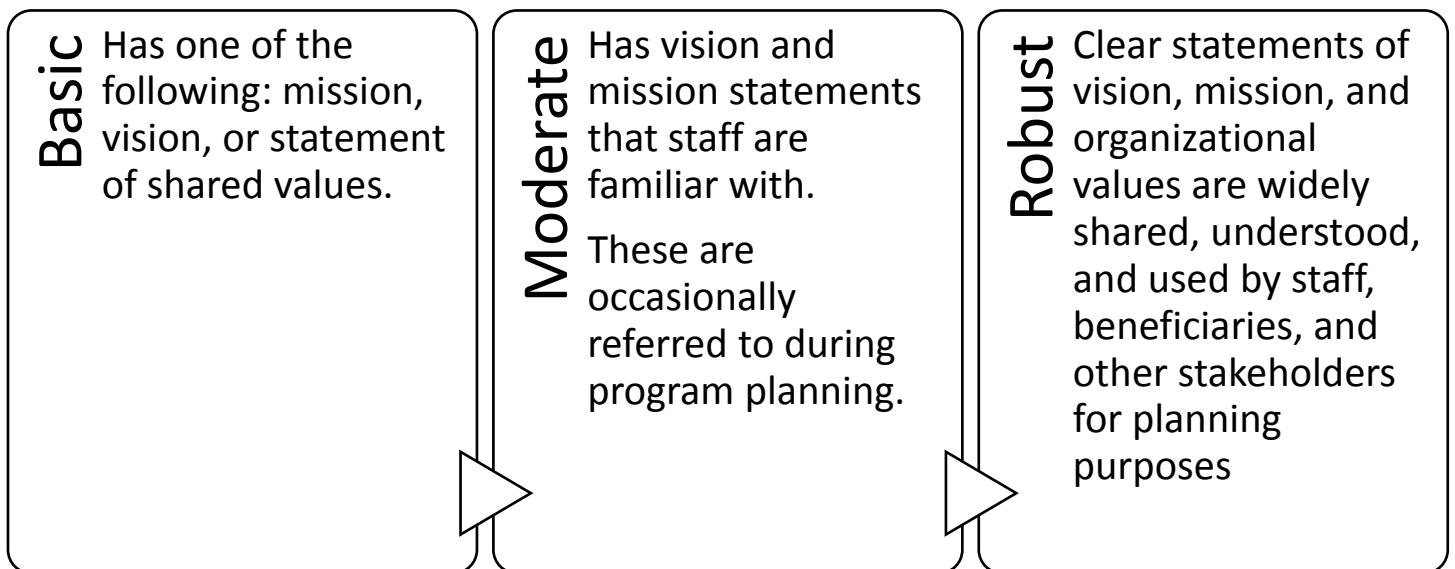 Basic
Has one of the
following: mission,
vision, or statement
of shared values.
Moderate
Has vision and
mission statements
that staff are
familiar with.
These are
occasionally
referred to during
program planning.
Robust
Clear statements of
vision, mission, and
organizational
values are widely
shared, understood,
and used by staff,
beneficiaries, and
other stakeholders
for planning
purposes